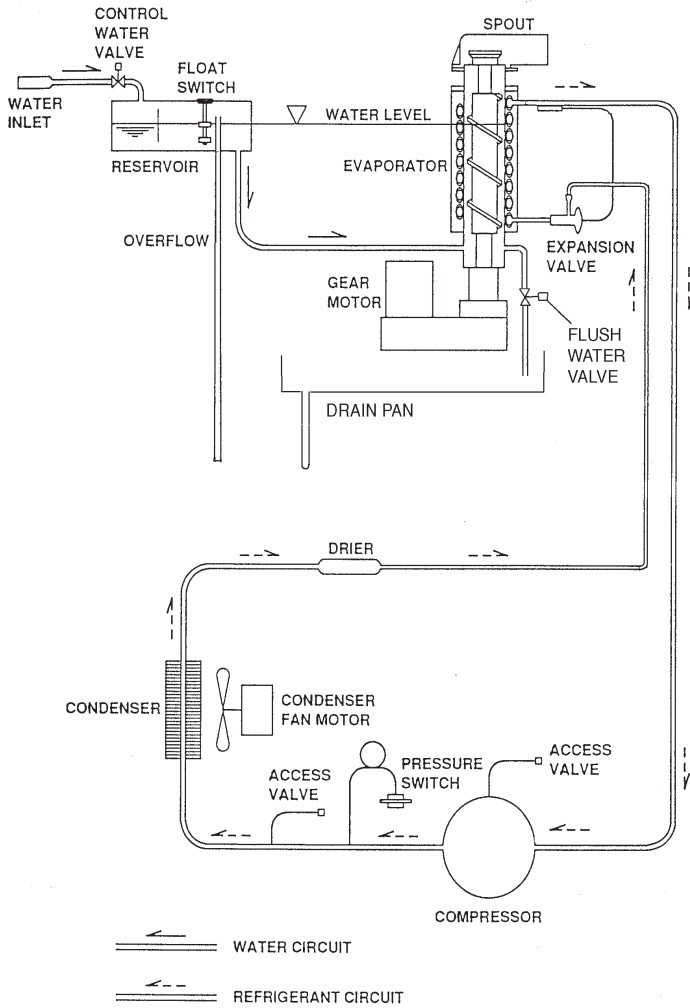 CONTROL
WATER
VALVE
SPOUT
FLOAT
SWITCH
WATER
INLET
WATER LEVEL
RESERVOIR
EVAPORATOR
OVERFLOW
EXPANSION
VALVE
GEAR
MOTOR
FLUSH
WATER
VALVE
DRAIN PAN
DRIER
CONDENSER
CONDENSER
FAN MOTOR
ACCESS
VALVE
PRESSURE
SWITCH
ACCESS
VALVE
COMPRESSOR
WATER CIRCUIT
REFRIGERANT CIRCUIT